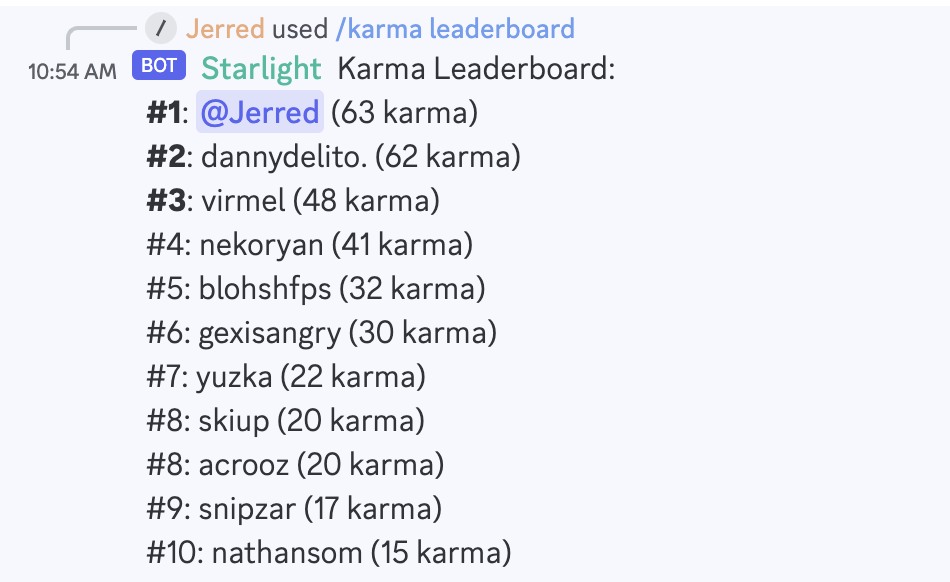 / Jerred used /karma leaderboard
10:54 AM BOT Starlight Karma Leaderboard:
#1: @Jerred (63 karma)
#2: dannydelito. (62 karma)
#3: virmel (48 karma)
#4: nekoryan (41 karma)
#5: blohshfps (32 karma)
#6: gexisangry (30 karma)
#7: yuzka (22 karma)
#8: skiup (20 karma)
#8: acrooz (20 karma)
#9: snipzar (17 karma)
#10: nathansom (15 karma)